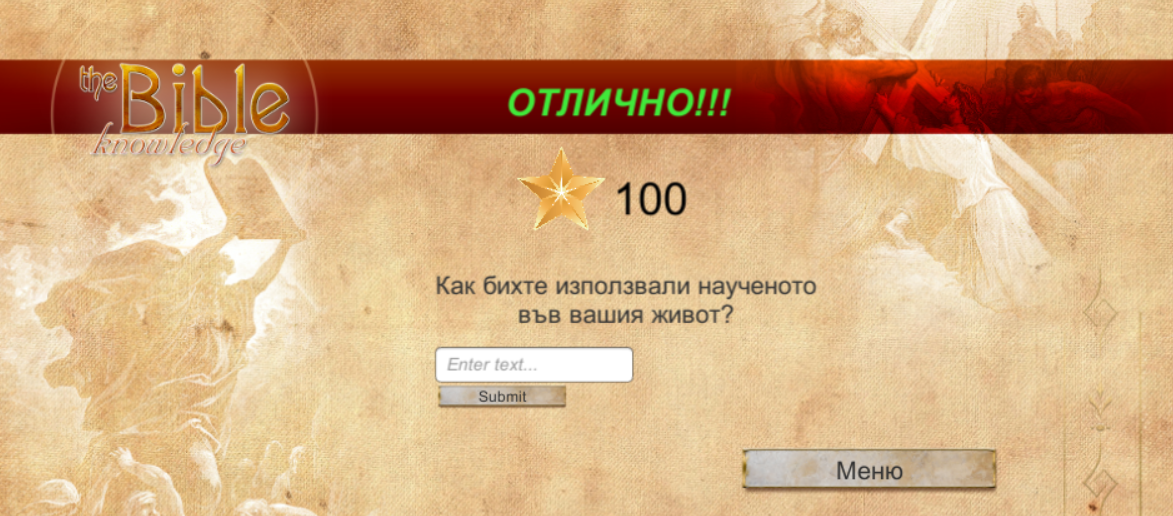 the Bible
knowledge
ОТЛИЧНО!!!
100
Как бихте използвали наученото
във вашия живот?
Enter text...
Submit
Меню